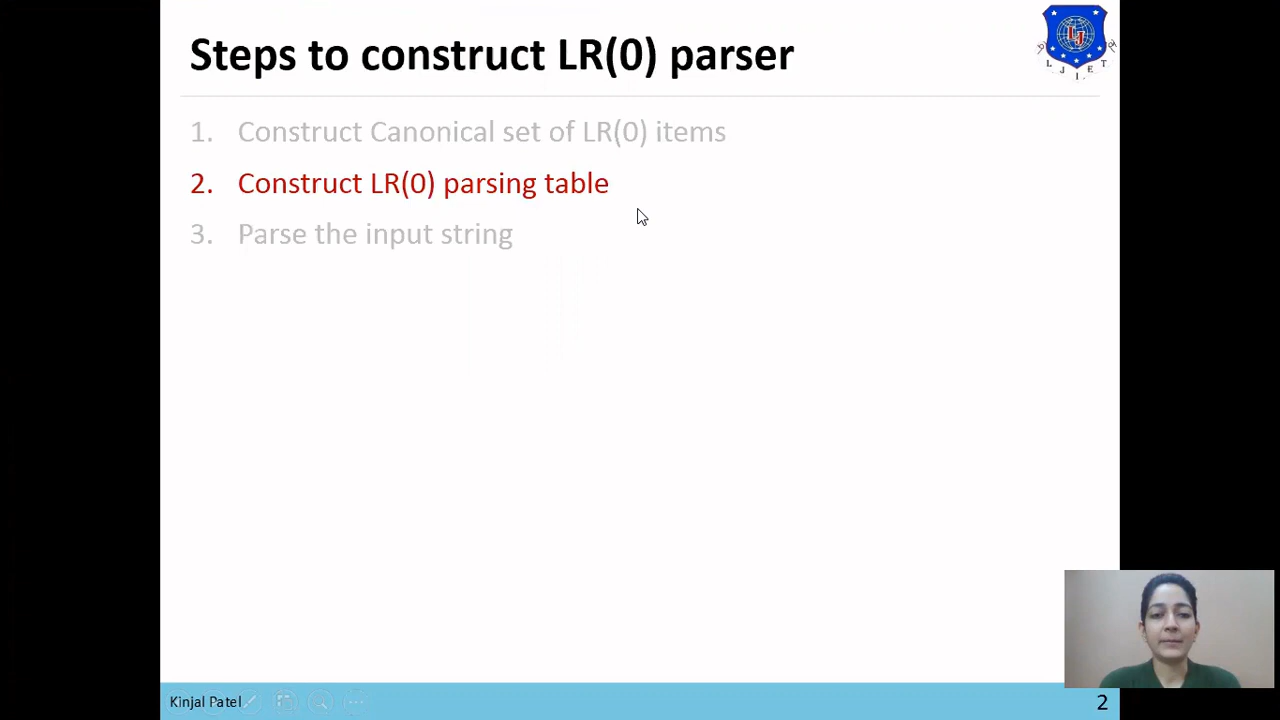 Steps to construct LR(0) parser
L J I E T
1. Construct Canonical set of LR(0) items
2. Construct LR(0) parsing table
3. Parse the input string
Kinjal Patel
2